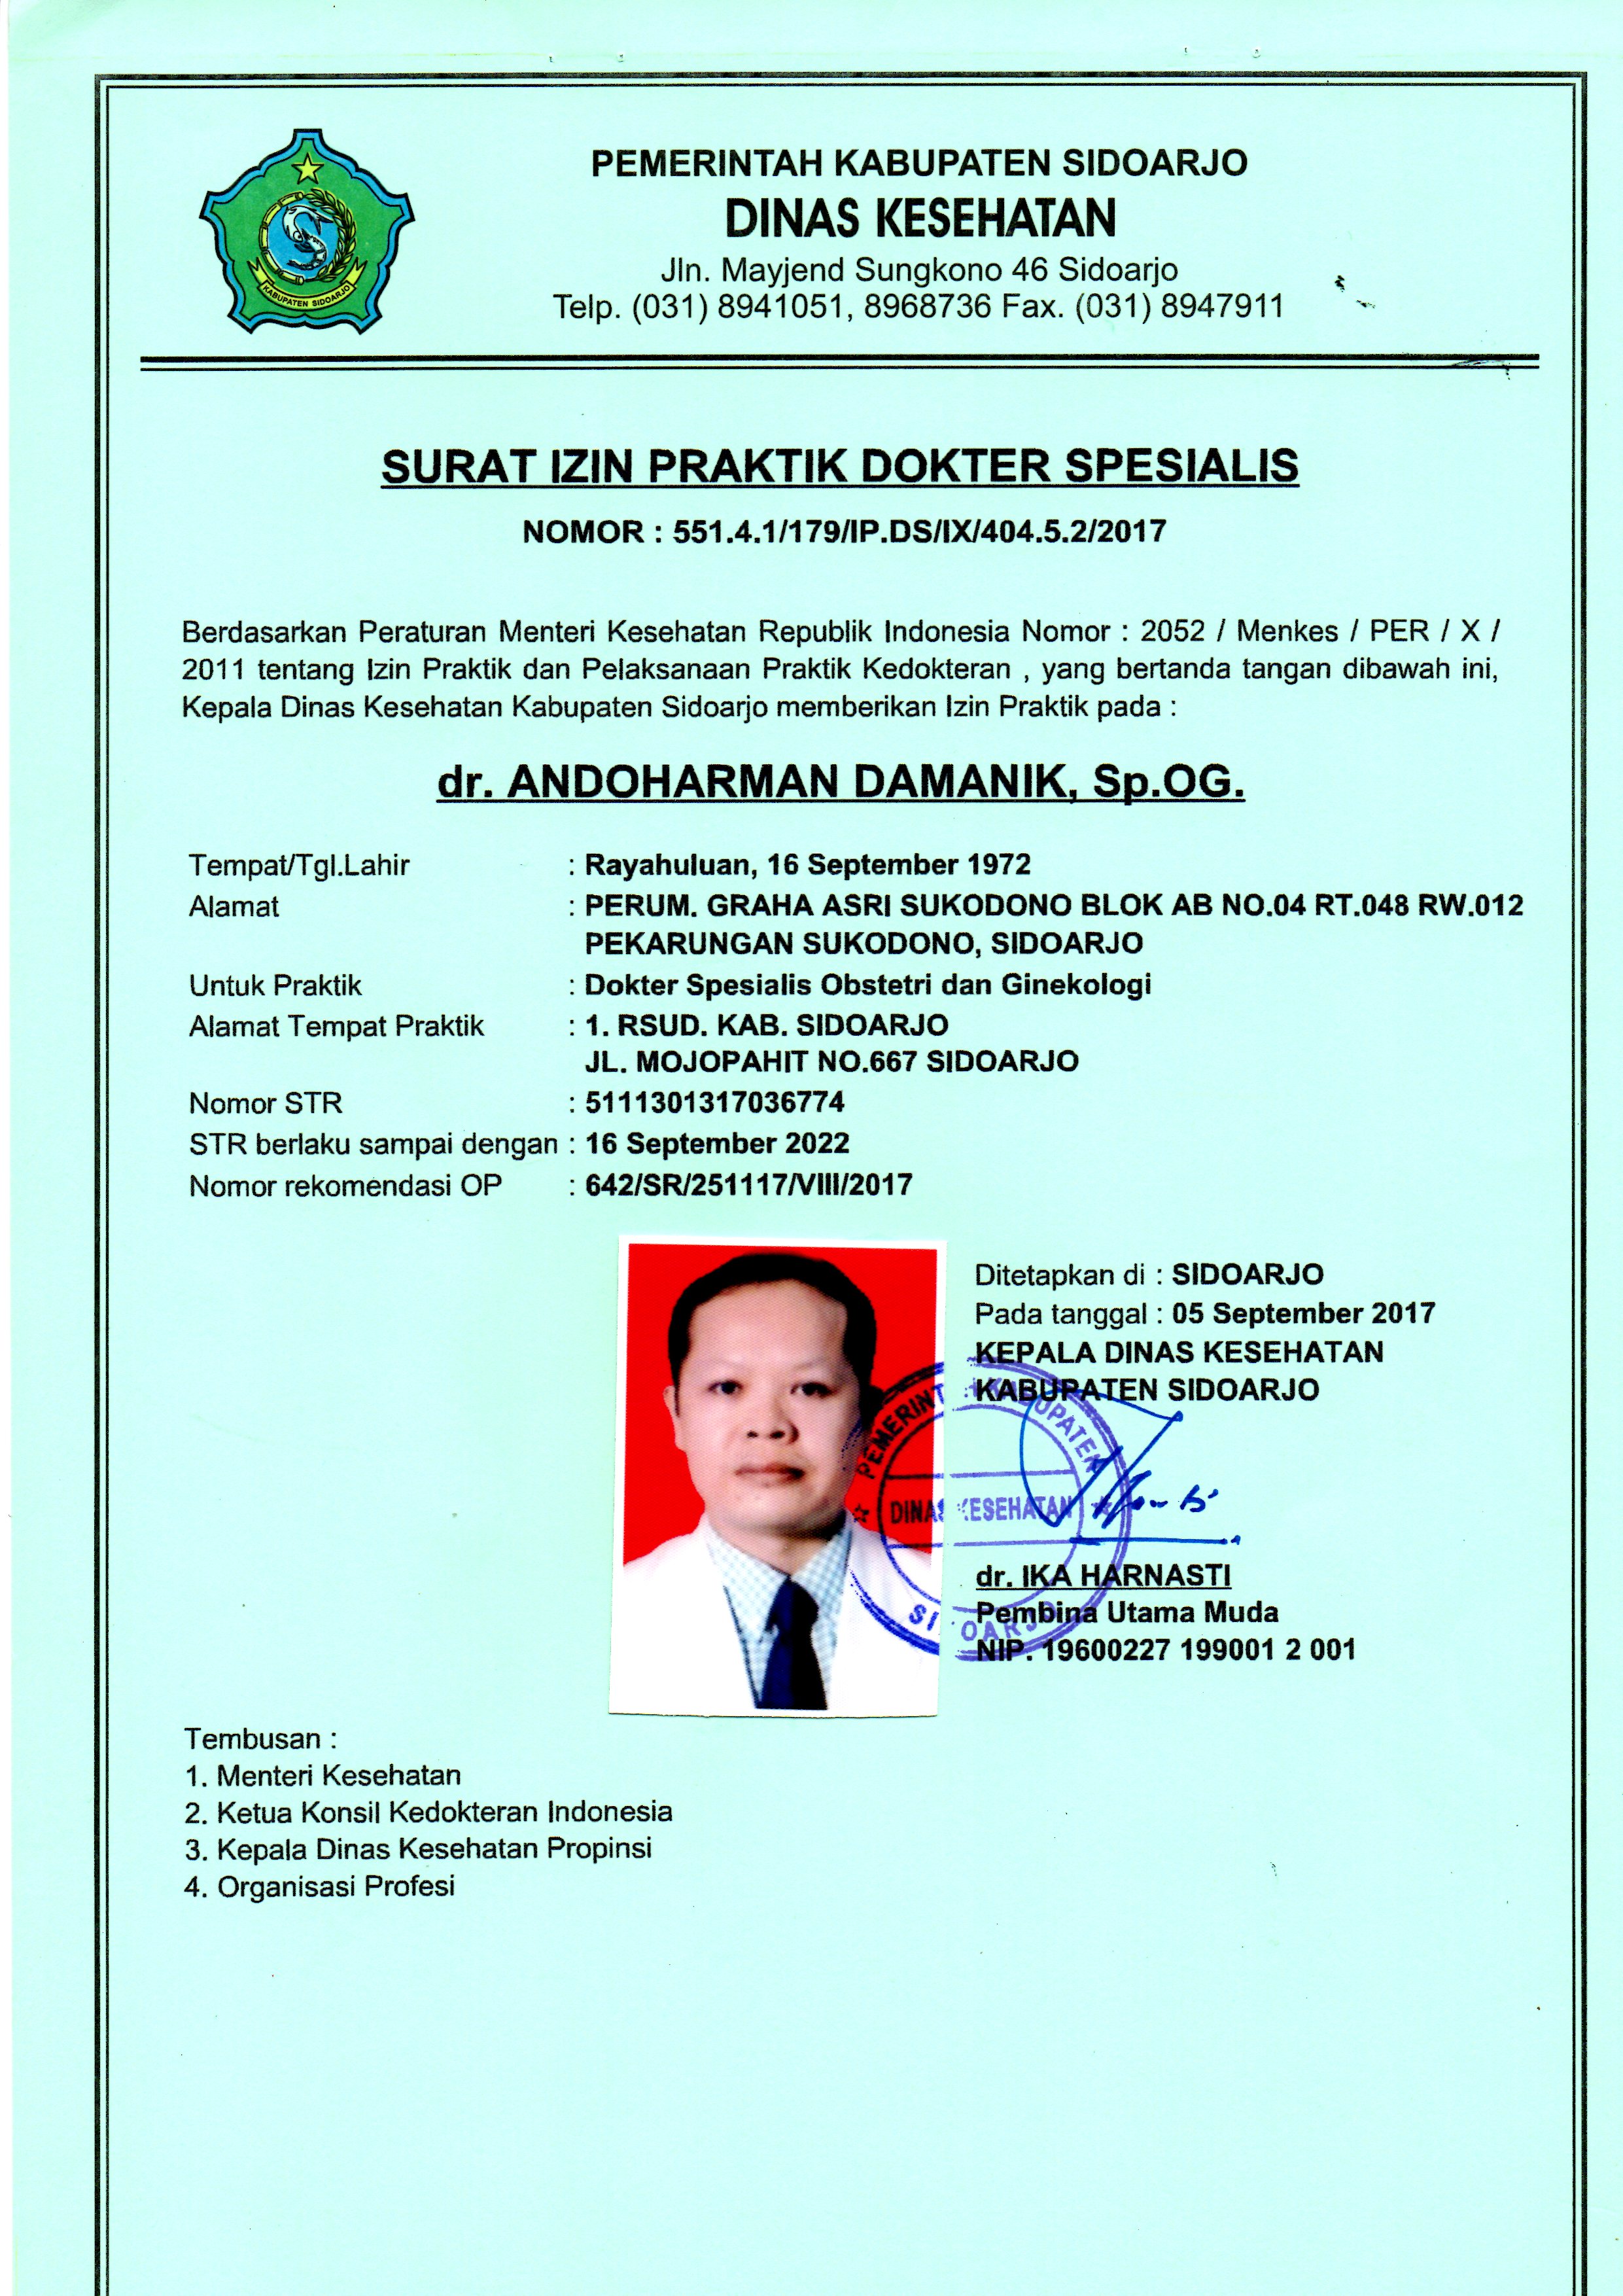 PEMERINTAH KABUPATEN SIDOARJO
DINAS KESEHATAN
Jln. Mayjend Sungkono 46 Sidoarjo
Telp. (031) 8941051, 8968736 Fax. (031) 8947911
KABUPATEN SIDOARJO
SURAT IZIN PRAKTIK DOKTER SPESIALIS
NOMOR : 551.4.1/179/IP.DS/IX/404.5.2/2017
Berdasarkan Peraturan Menteri Kesehatan Republik Indonesia Nomor : 2052 / Menkes / PER / X /
2011 tentang Izin Praktik dan Pelaksanaan Praktik Kedokteran , yang bertanda tangan dibawah ini,
Kepala Dinas Kesehatan Kabupaten Sidoarjo memberikan Izin Praktik pada :
dr. ANDOHARMAN DAMANIK, Sp.OG.
Tempat/Tgl.Lahir : Rayahuluan, 16 September 1972
Alamat : PERUM. GRAHA ASRI SUKODONO BLOK AB NO.04 RT.048 RW.012
PEKARUNGAN SUKODONO, SIDOARJO
Untuk Praktik : Dokter Spesialis Obstetri dan Ginekologi
Alamat Tempat Praktik : 1. RSUD. KAB. SIDOARJO
JL. MOJOPAHIT NO.667 SIDOARJO
Nomor STR : 5111301317036774
STR berlaku sampai dengan : 16 September 2022
Nomor rekomendasi OP : 642/SR/251117/VIII/2017
Ditetapkan di : SIDOARJO
Pada tanggal : 05 September 2017
KEPALA DINAS KESEHATAN
KABUPATEN SIDOARJO
PEMERINTAH KABUPATEN
DINAS KESEHATAN
SIDOARJO
dr. IKA HARNASTI
Pembina Utama Muda
NIP. 19600227 199001 2 001
Tembusan :
1. Menteri Kesehatan
2. Ketua Konsil Kedokteran Indonesia
3. Kepala Dinas Kesehatan Propinsi
4. Organisasi Profesi